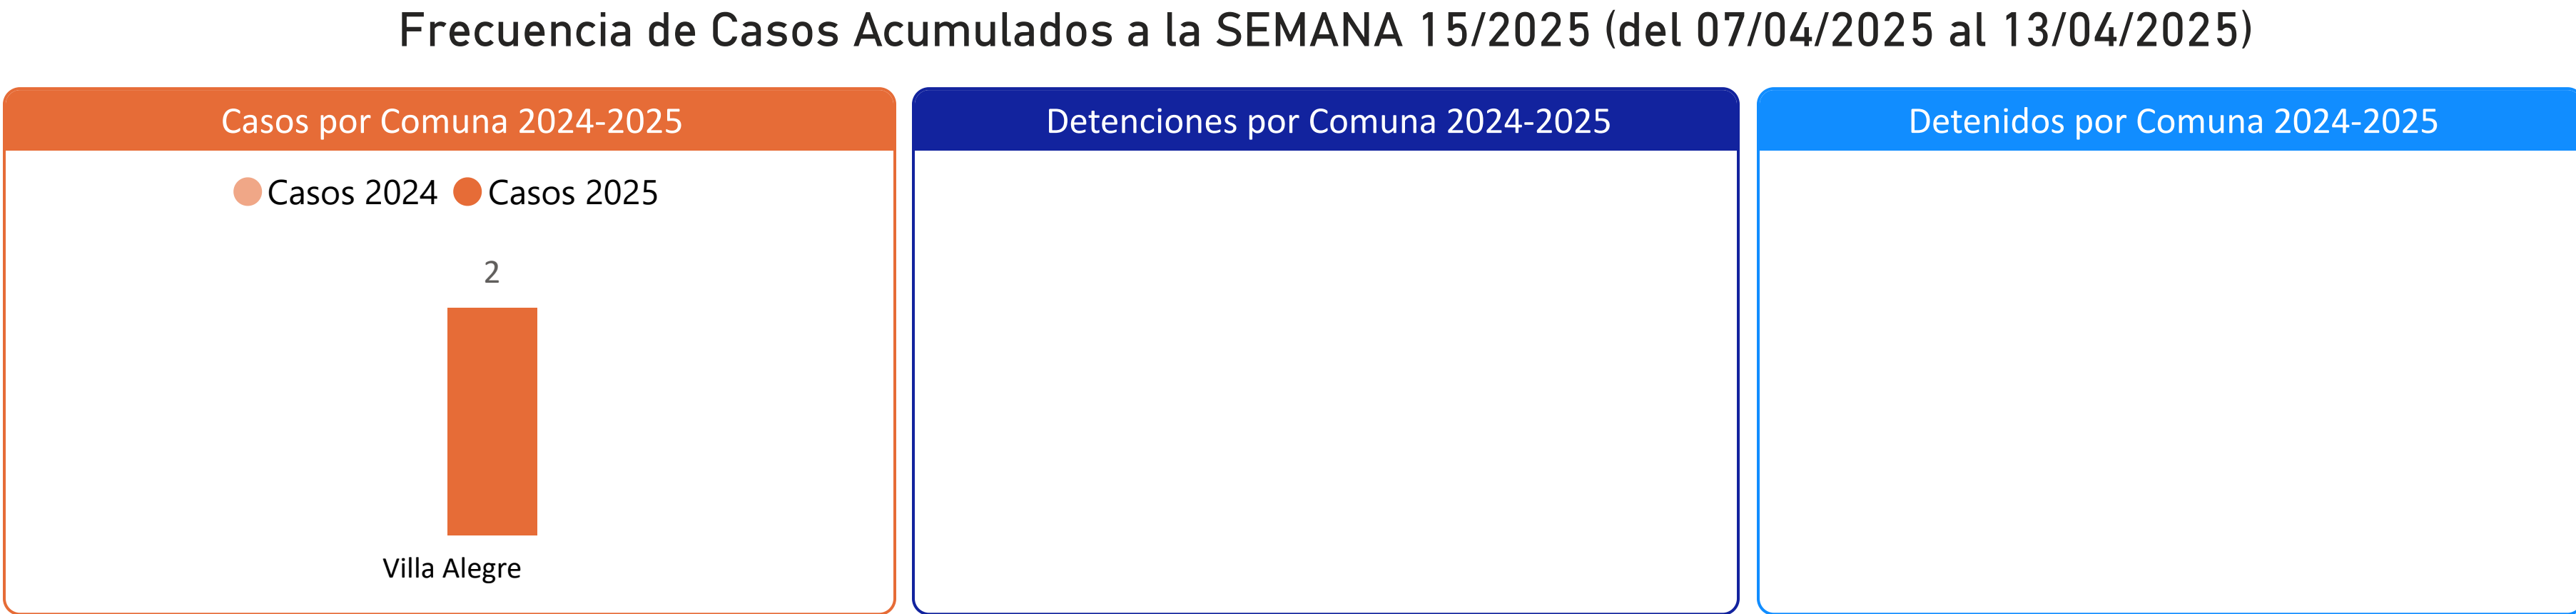 Frecuencia de Casos Acumulados a la SEMANA 15/2025 (del 07/04/2025 al 13/04/2025)
Casos por Comuna 2024-2025
Casos 2024 Casos 2025
2
Villa Alegre
Detenciones por Comuna 2024-2025
Detenidos por Comuna 2024-2025